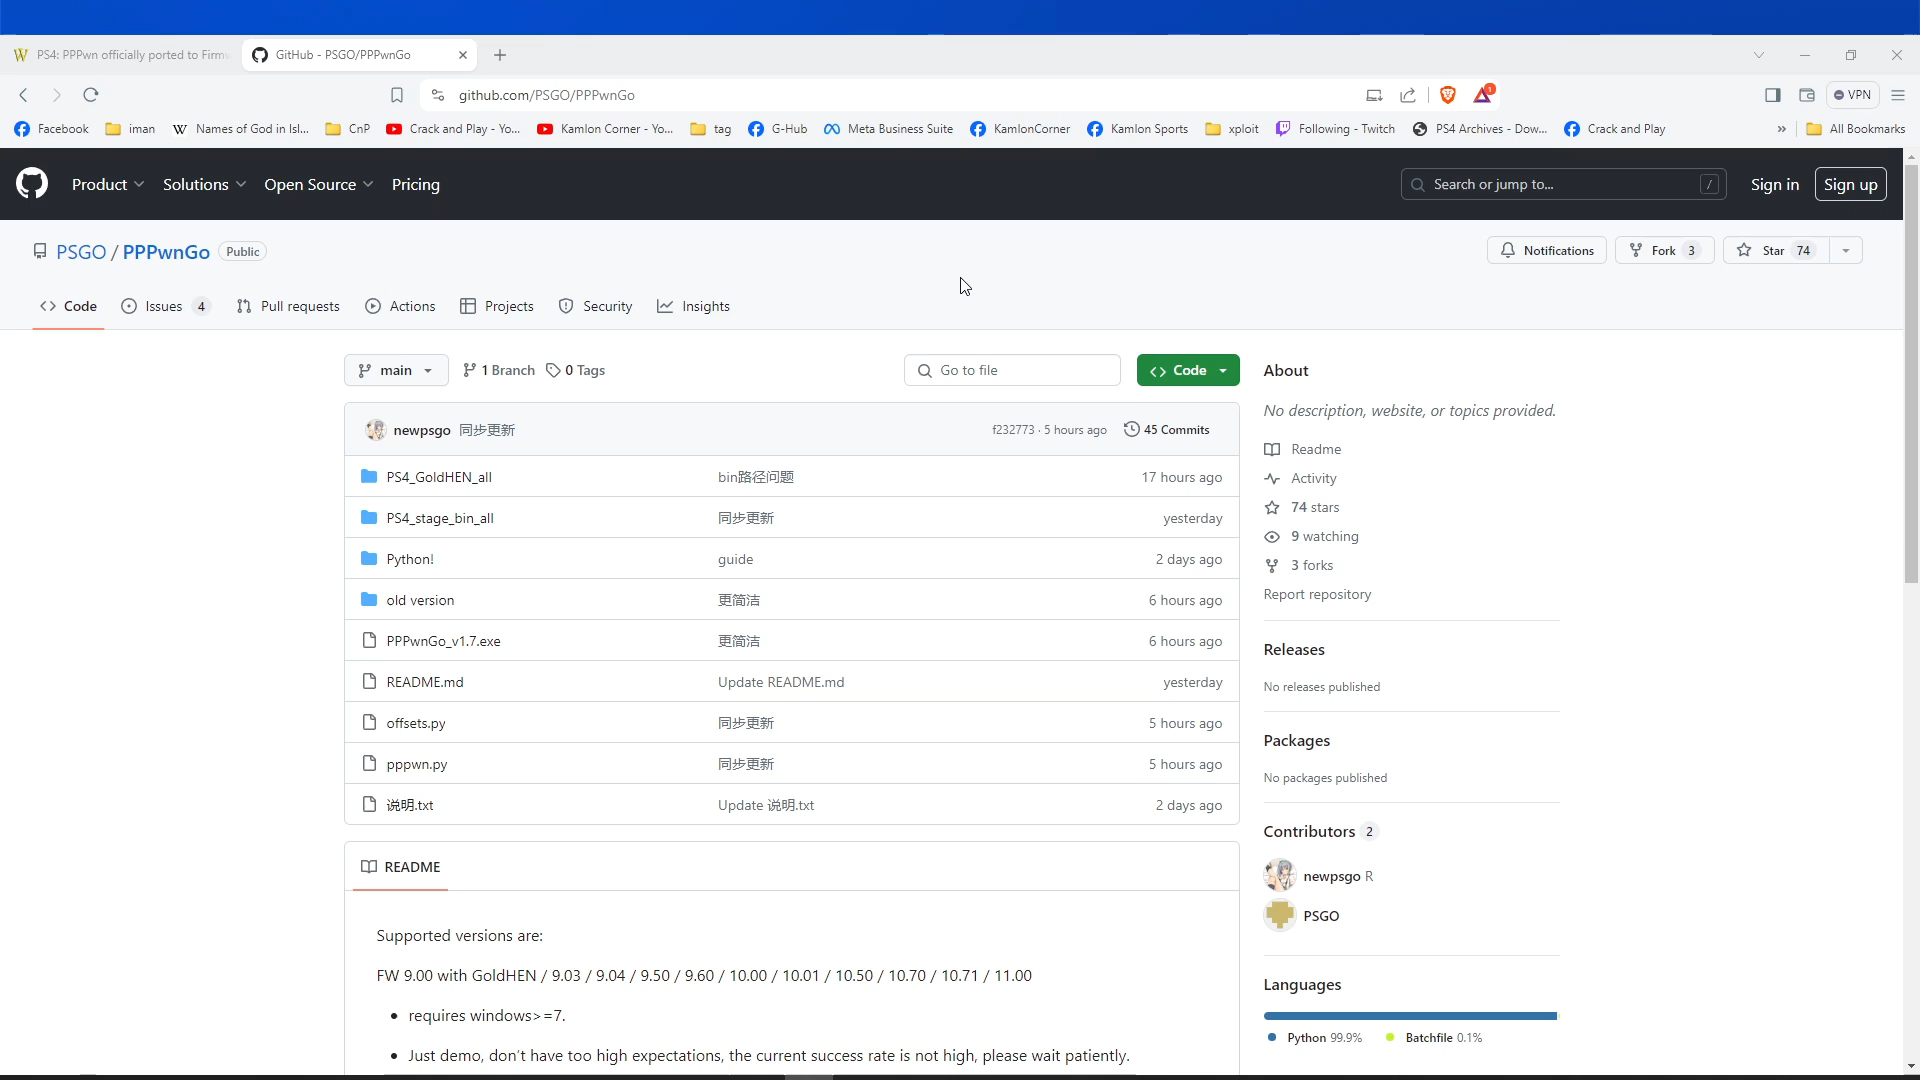 PS4: PPPwn officially ported to Firmw
GitHub - PSGO/PPPwnGo
github.com/PSGO/PPPwnGo
1
VPN
Facebook
iman
Names of God in Isl...
CnP
Crack and Play - Yo...
Kamlon Corner - Yo...
tag
G-Hub
Meta Business Suite
KamlonCorner
Kamlon Sports
xploit
Following - Twitch
PS4 Archives - Dow...
Crack and Play
»
All Bookmarks
Product
Solutions
Open Source
Pricing
Search or jump to...
/
Sign in
Sign up
PSGO / PPPwnGo
Public
Notifications
Fork 3
Star 74
Code
Issues 4
Pull requests
Actions
Projects
Security
Insights
main
1 Branch
0 Tags
Go to file
Code
newpsgo 同步更新
f232773 · 5 hours ago
45 Commits
PS4_GoldHEN_all bin路径问题 17 hours ago
PS4_stage_bin_all 同步更新 yesterday
Python! guide 2 days ago
old version 更简洁 6 hours ago
PPPwnGo_v1.7.exe 更简洁 6 hours ago
README.md Update README.md yesterday
offsets.py 同步更新 5 hours ago
pppwn.py 同步更新 5 hours ago
说明.txt Update 说明.txt 2 days ago
README
Supported versions are:
FW 9.00 with GoldHEN / 9.03 / 9.04 / 9.50 / 9.60 / 10.00 / 10.01 / 10.50 / 10.70 / 10.71 / 11.00
• requires windows>=7.
• Just demo, don't have too high expectations, the current success rate is not high, please wait patiently.
About
No description, website, or topics provided.
Readme
Activity
74 stars
9 watching
3 forks
Report repository
Releases
No releases published
Packages
No packages published
Contributors 2
newpsgo R
PSGO
Languages
Python 99.9%
Batchfile 0.1%